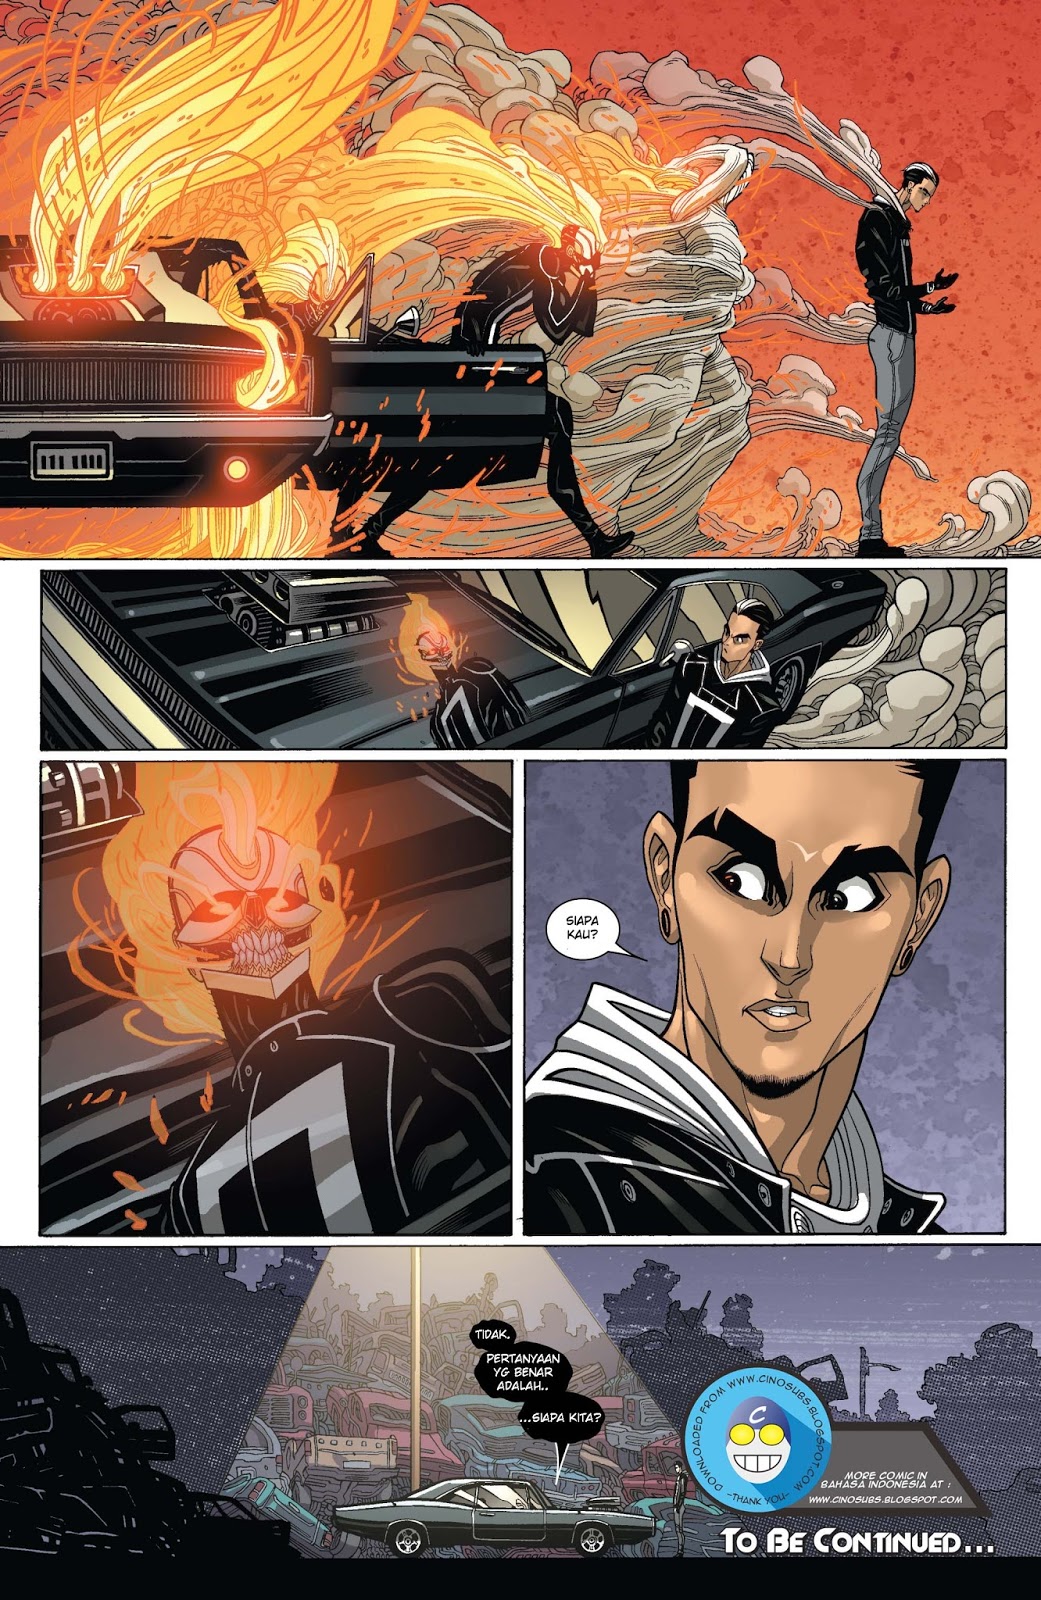 SIAPA
KAU?
TIDAK.
PERTANYAAN
YG BENAR
ADALAH..
...SIAPA KITA?
DOWNLOADED FROM WWW.CINOSUBS.BLOGSPOT.COM
C
~THANK YOU~
MORE COMIC IN
BAHASA INDONESIA AT :
WWW.CINOSUBS.BLOGSPOT.COM
TO BE CONTINUED...